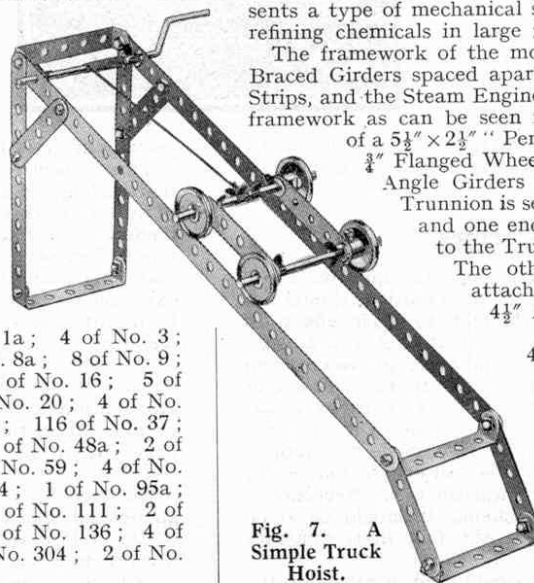 sents a type of mechanical s
refining chemicals in large
The framework of the mo
Braced Girders spaced apar
Strips, and the Steam Engine
framework as can be seen
of a 5½" × 2½" " Per
¾" Flanged Wheel
Angle Girders
Trunnion is se
and one end
to the Tru
The oth
attach
4½"
4
1a; 4 of No. 3;
8a; 8 of No. 9;
of No. 16; 5 of
No. 20; 4 of No.
; 116 of No. 37;
of No. 48a; 2 of
No. 59; 4 of No.
4; 1 of No. 95a;
of No. 111; 2 of
of No. 136; 4 of
No. 304; 2 of No.
Fig. 7. A
Simple Truck
Hoist.